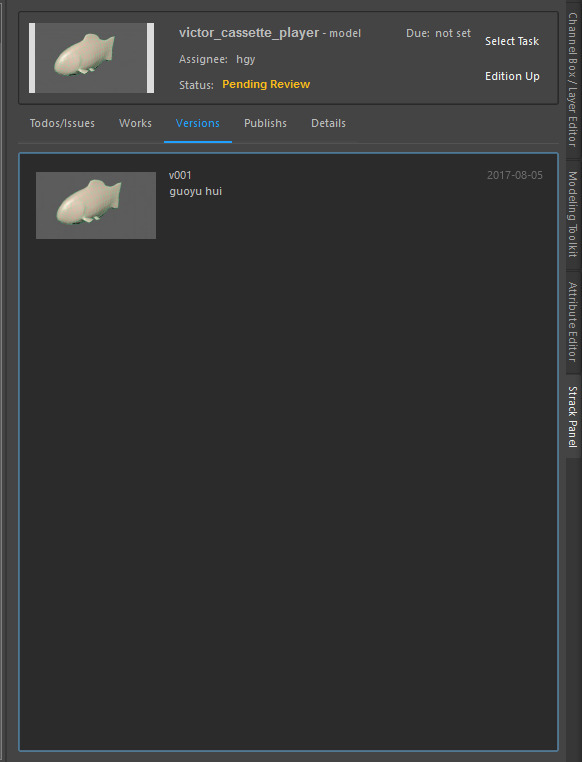 victor_cassette_player - model
Due: not set
Select Task
Assignee: hgy
Edition Up
Status: Pending Review
Todos/Issues
Works
Versions
Publishs
Details
v001
2017-08-05
guoyu hui
Channel Box / Layer Editor
Modeling Toolkit
Attribute Editor
Strack Panel